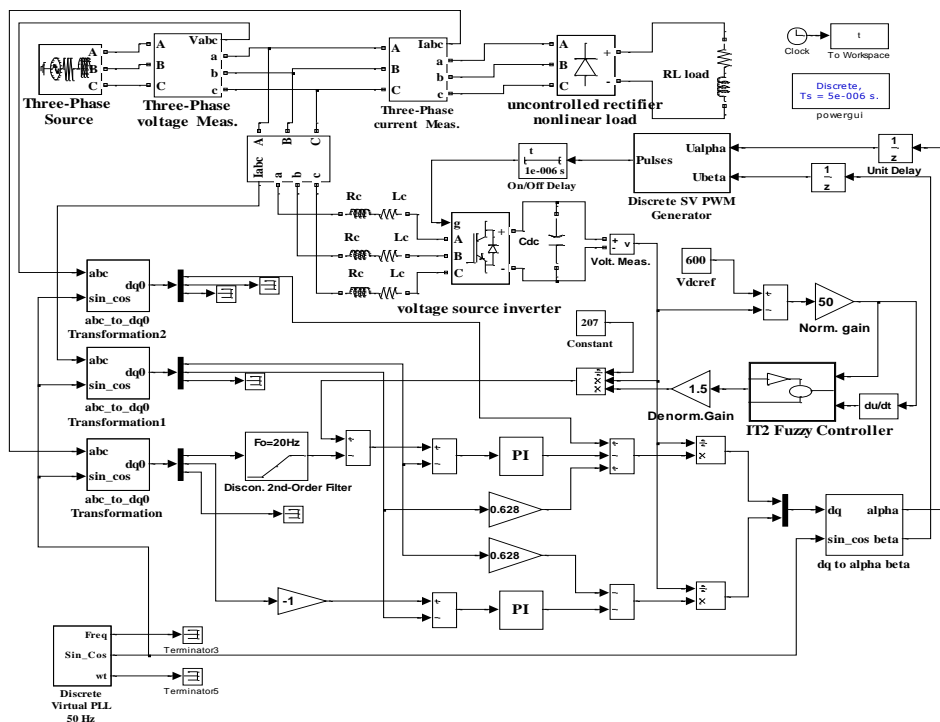 A
B
C
Three-Phase
Source
A
B
C
Vabc
a
b
c
Three-Phase
voltage Meas.
A
B
C
Iabc
a
b
c
Three-Phase
current Meas.
A
B
C
+
-
uncontrolled rectifier
nonlinear load
RL load
Clock
t
To Workspace
Discrete,
Ts = 5e-006 s.
powergui
Iabc
A
B
C
a
b
c
t
1e-006 s
On/Off Delay
Pulses
Ualpha
Ubeta
Discrete SV PWM
Generator
1
z
Unit Delay
1
z
Rc
Lc
Rc
Lc
Rc
Lc
g
A
B
C
+
-
voltage source inverter
Cdc
+
-
v
Volt. Meas.
600
Vdcref
+
-
50
Norm. gain
abc
sin_cos
dq0
abc_to_dq0
Transformation2
207
Constant
÷
×
×
1.5
Denorm.Gain
IT2 Fuzzy Controller
du/dt
abc
sin_cos
dq0
abc_to_dq0
Transformation1
abc
sin_cos
dq0
abc_to_dq0
Transformation
Fo=20Hz
Discon. 2nd-Order Filter
+
-
+
-
PI
+
-
+
÷
×
0.628
0.628
-1
+
-
PI
-
-
÷
×
dq
sin_cos
alpha
beta
dq to alpha beta
Freq
Sin_Cos
wt
Discrete
Virtual PLL
50 Hz
Terminator3
Terminator5